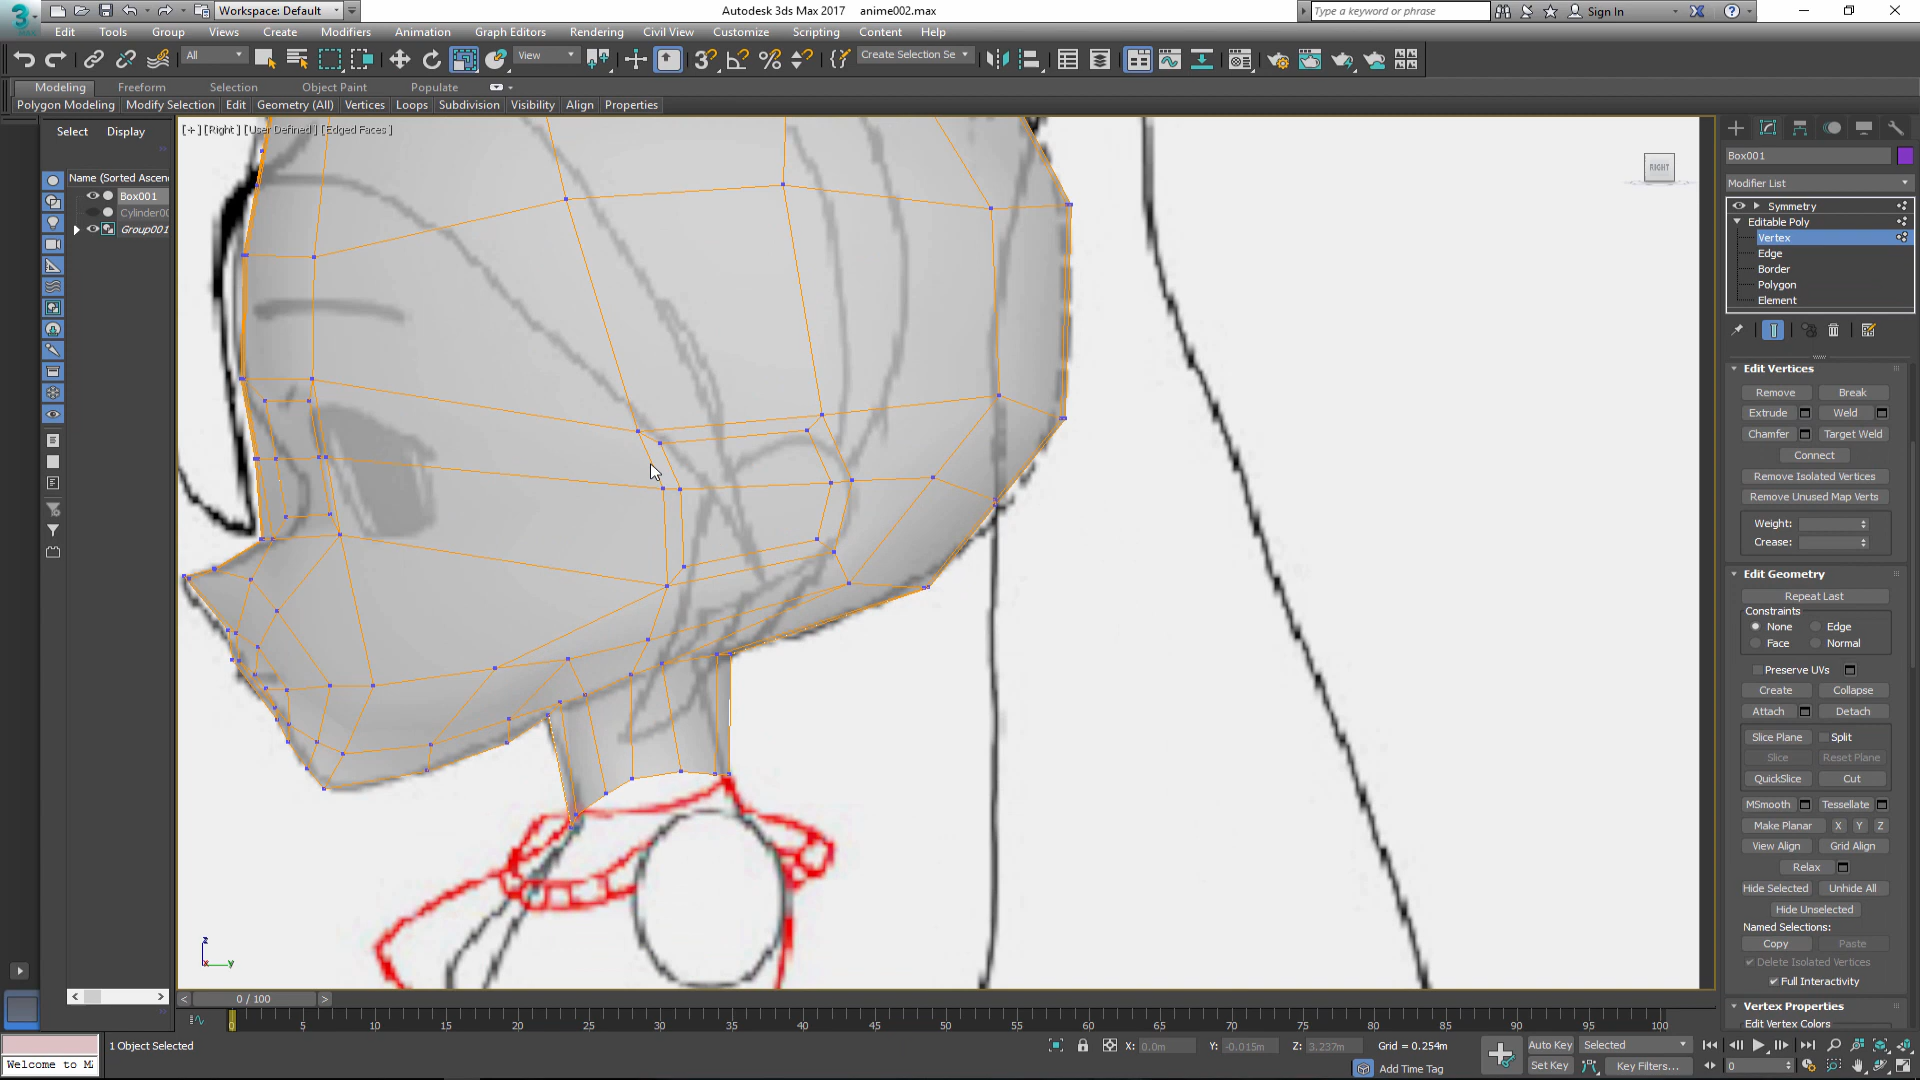 3
MAX
Workspace: Default
Autodesk 3ds Max 2017 anime002.max
Type a keyword or phrase
Sign In
Edit Tools Group Views Create Modifiers Animation Graph Editors Rendering Civil View Customize Scripting Content Help
All
View
Create Selection Se
Modeling Freeform Selection Object Paint Populate
Polygon Modeling Modify Selection Edit Geometry (All) Vertices Loops Subdivision Visibility Align Properties
Select Display
[+] [Right] [User Defined] [Edged Faces]
RIGHT
Name (Sorted Ascen
Box001
Cylinder00
Group001
Box001
Modifier List
Symmetry
Editable Poly
Vertex
Edge
Border
Polygon
Element
Edit Vertices
Remove Break
Extrude Weld
Chamfer Target Weld
Connect
Remove Isolated Vertices
Remove Unused Map Verts
Weight:
Crease:
Edit Geometry
Repeat Last
Constraints
None Edge
Face Normal
Preserve UVs
Create Collapse
Attach Detach
Slice Plane Split
Slice Reset Plane
QuickSlice Cut
MSmooth Tessellate
Make Planar X Y Z
View Align Grid Align
Relax
Hide Selected Unhide All
Hide Unselected
Named Selections:
Copy Paste
Delete Isolated Vertices
Full Interactivity
Vertex Properties
Edit Vertex Colors
z
x
y
0 / 100
0 5 10 15 20 25 30 35 40 45 50 55 60 65 70 75 80 85 90 95 100
1 Object Selected
X: 0.0m Y: -0.015m Z: 3.237m Grid = 0.254m
Auto Key Selected
Welcome to M
Add Time Tag
Set Key Key Filters...
0